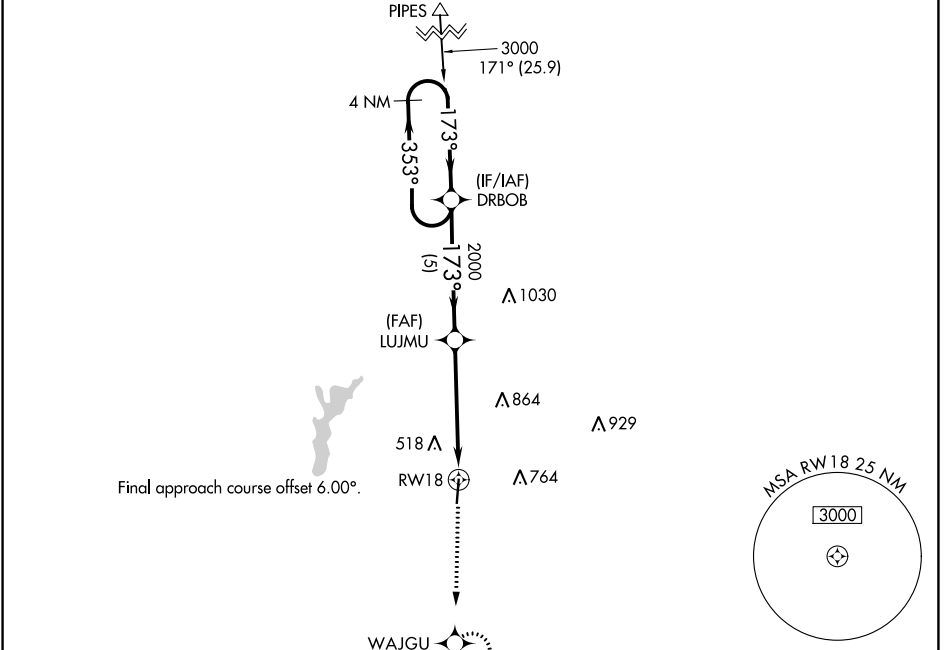 PIPES
3000
171° (25.9)
4 NM
173°
353°
(IF/IAF)
DRBOB
2000
173°
(5)
1030
(FAF)
LUJMU
864
929
518
RW18
764
Final approach course offset 6.00°.
MSA RW18 25 NM
3000
WAJGU